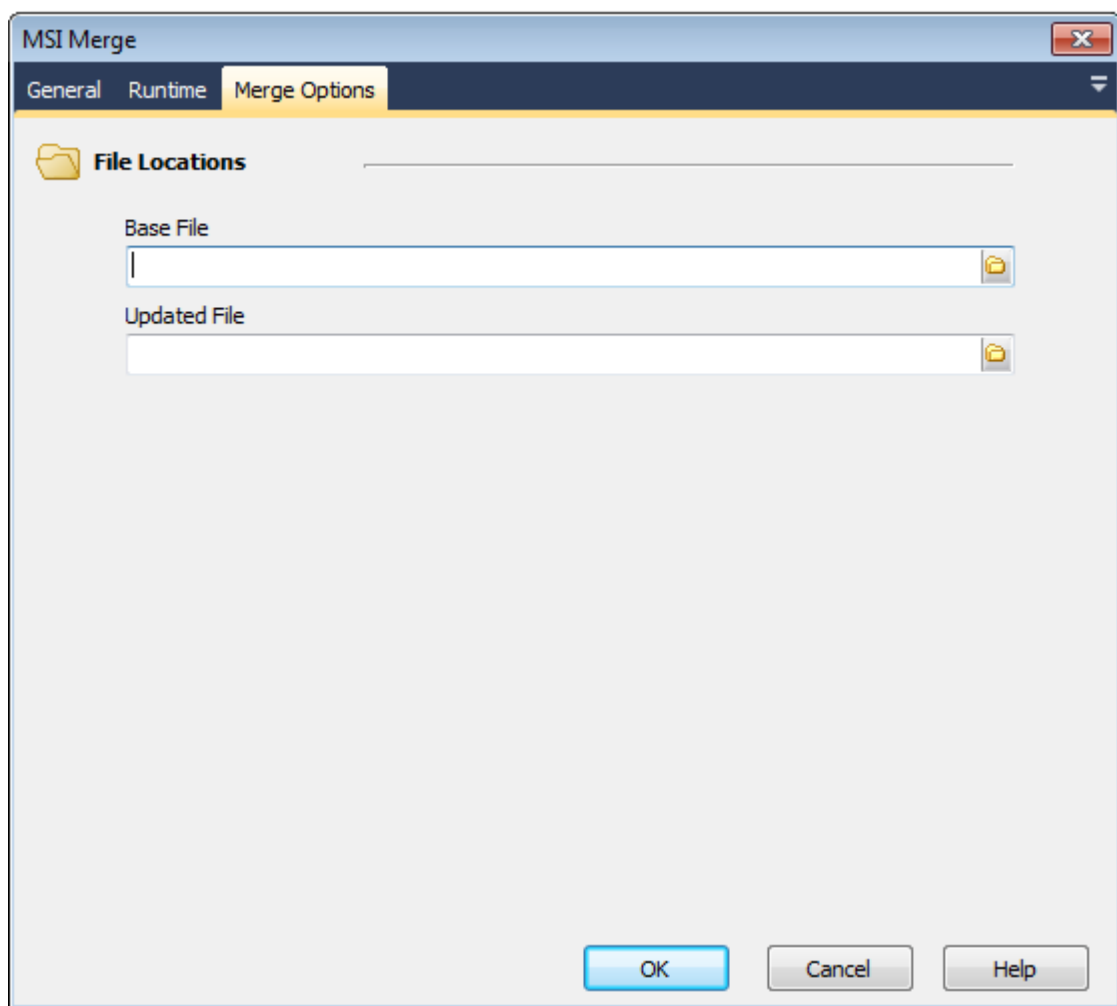 MSI Merge
General Runtime Merge Options
File Locations
Base File
Updated File
OK Cancel Help